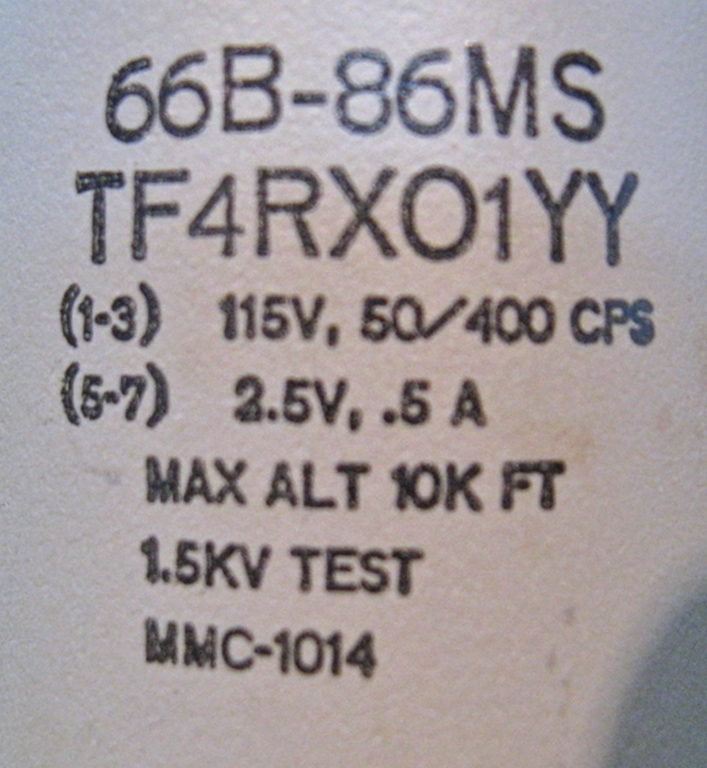 66B-86MS
TF4RX01YY
(1-3) 115V, 50/400 CPS
(5-7) 2.5V, .5 A
MAX ALT 10K FT
1.5KV TEST
MMC-1014